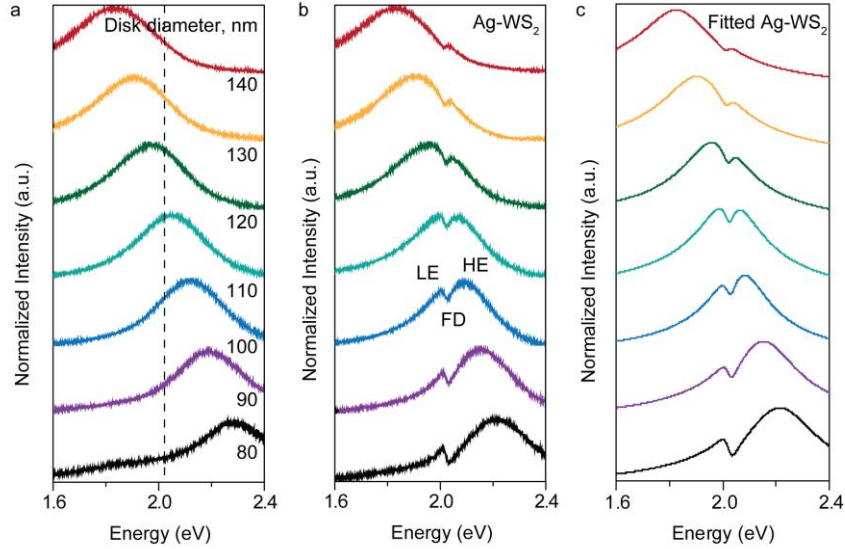 a
Disk diameter, nm
140
130
120
110
100
90
80
Normalized Intensity (a.u.)
1.6
2.0
2.4
Energy (eV)
b
Ag-WS₂
LE
HE
FD
Normalized Intensity (a.u.)
1.6
2.0
2.4
Energy (eV)
c
Fitted Ag-WS₂
Normalized Intensity (a.u.)
1.6
2.0
2.4
Energy (eV)